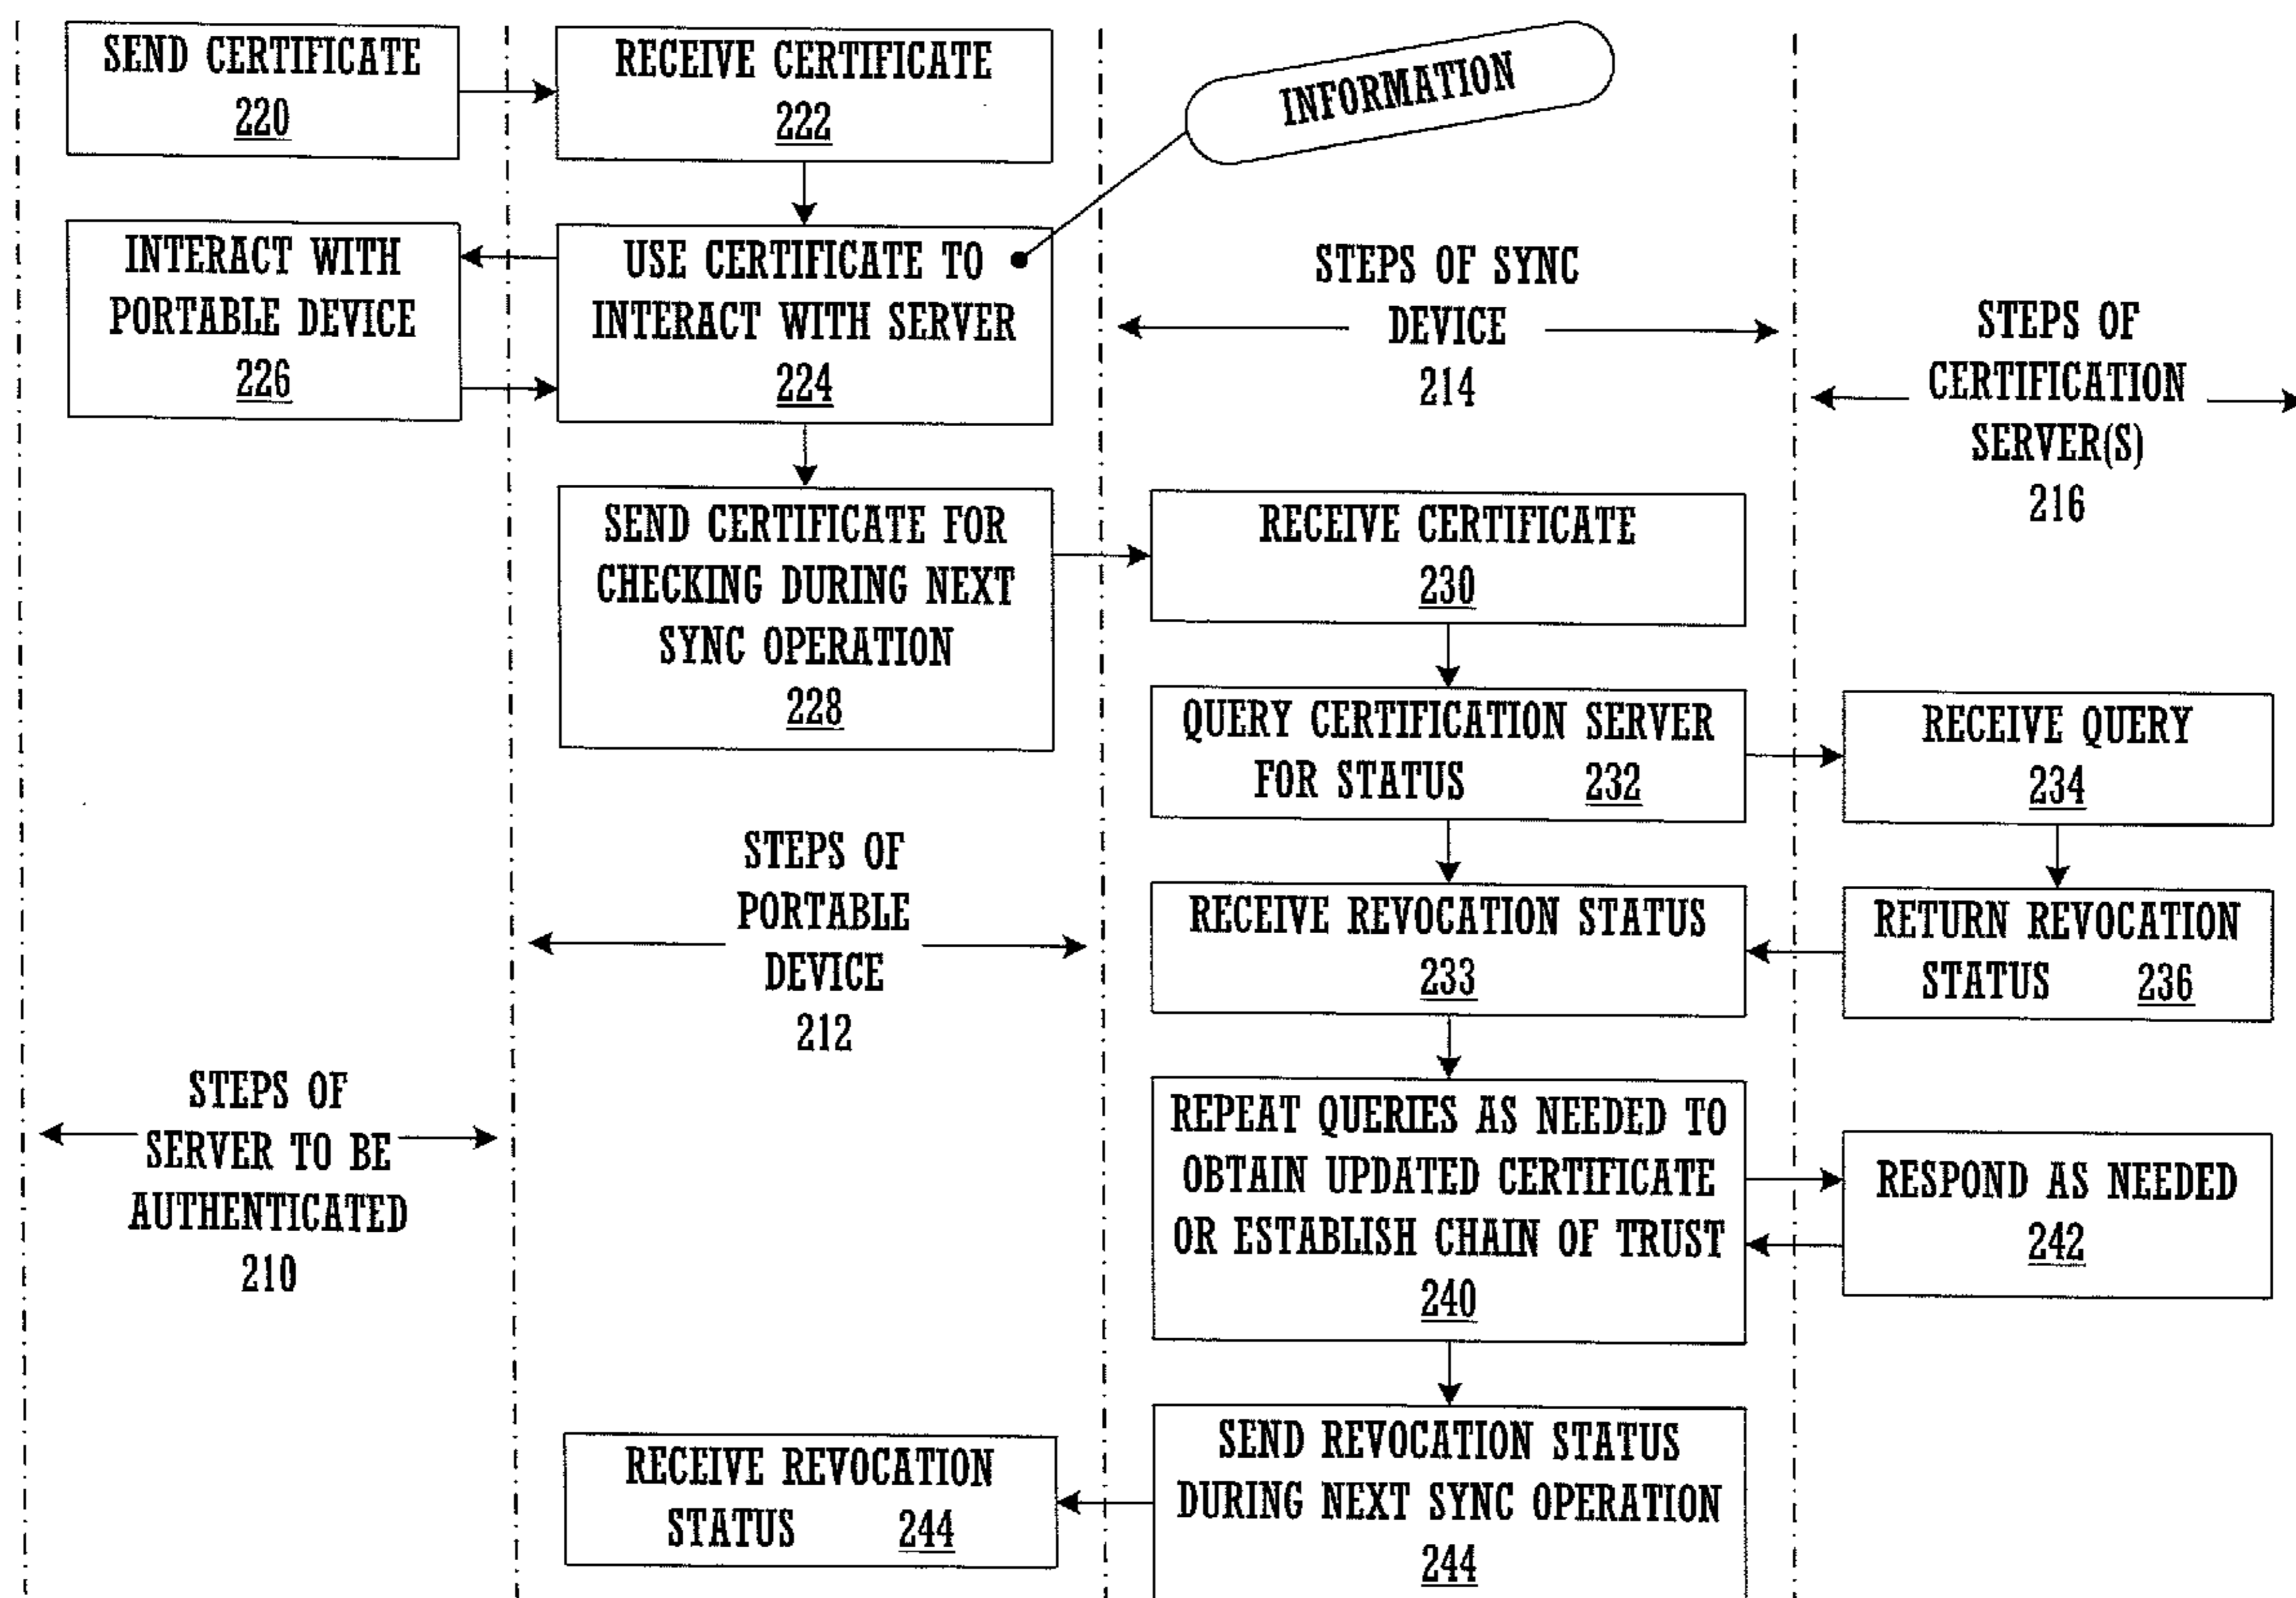 SEND CERTIFICATE
220
RECEIVE CERTIFICATE
222
INFORMATION
INTERACT WITH
PORTABLE DEVICE
226
USE CERTIFICATE TO
INTERACT WITH SERVER
224
STEPS OF SYNC
DEVICE
214
STEPS OF
CERTIFICATION
SERVER(S)
216
SEND CERTIFICATE FOR
CHECKING DURING NEXT
SYNC OPERATION
228
RECEIVE CERTIFICATE
230
QUERY CERTIFICATION SERVER
FOR STATUS 232
RECEIVE QUERY
234
STEPS OF
PORTABLE
DEVICE
212
RECEIVE REVOCATION STATUS
233
RETURN REVOCATION
STATUS 236
STEPS OF
SERVER TO BE
AUTHENTICATED
210
REPEAT QUERIES AS NEEDED TO
OBTAIN UPDATED CERTIFICATE
OR ESTABLISH CHAIN OF TRUST
240
RESPOND AS NEEDED
242
RECEIVE REVOCATION
STATUS 244
SEND REVOCATION STATUS
DURING NEXT SYNC OPERATION
244